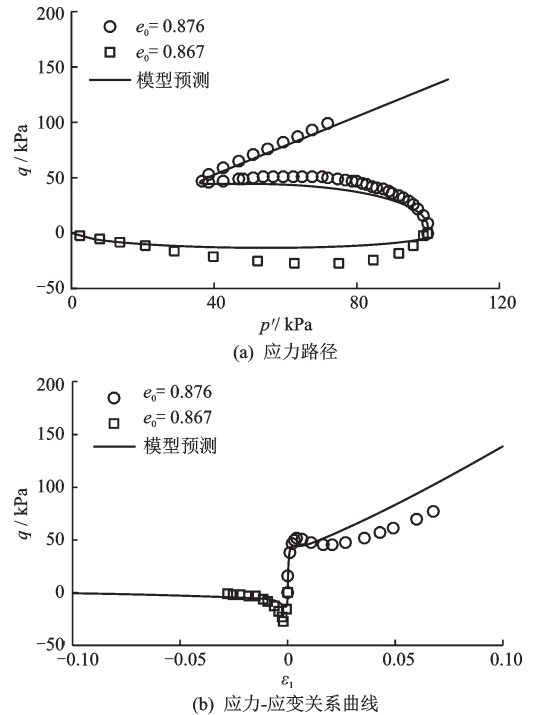 200
e₀= 0.876
e₀= 0.867
模型预测
150
100
50
0
−50
q / kPa
0 40 80 120
p′/ kPa
(a) 应力路径
200
e₀= 0.876
e₀= 0.867
模型预测
150
100
50
0
−50
q / kPa
−0.10 −0.05 0 0.05 0.10
ε₁
(b) 应力-应变关系曲线